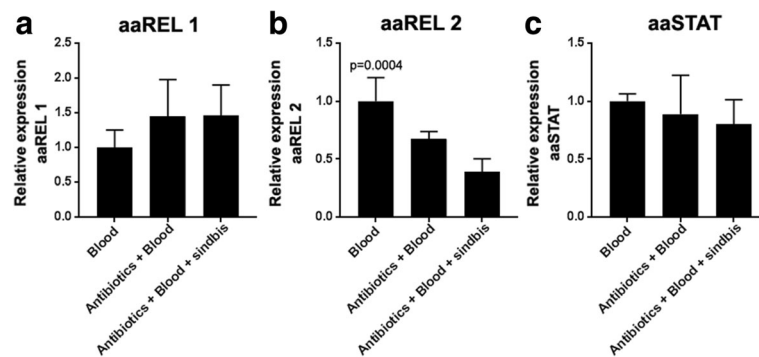 a
aaREL 1
Relative expression
aaREL 1
2.5
2.0
1.5
1.0
0.5
0.0
Blood
Antibiotics + Blood
Antibiotics + Blood + sindbis
b
aaREL 2
Relative expression
aaREL 2
1.5
1.0
0.5
0.0
p=0.0004
Blood
Antibiotics + Blood
Antibiotics + Blood + sindbis
c
aaSTAT
Relative expression
aaSTAT
1.5
1.0
0.5
0.0
Blood
Antibiotics + Blood
Antibiotics + Blood + sindbis